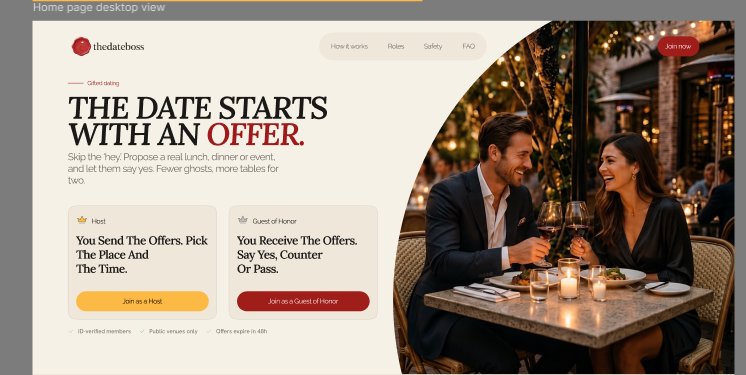 Home page desktop view
thedateboss
How it works
Roles
Safety
FAQ
Join now
Gifted dating
THE DATE STARTS
WITH AN OFFER.
Skip the 'hey.' Propose a real lunch, dinner or event,
and let them say yes. Fewer ghosts, more tables for
two.
Host
You Send The Offers. Pick
The Place And
The Time.
Join as a Host
Guest of Honor
You Receive The Offers.
Say Yes, Counter
Or Pass.
Join as a Guest of Honor
ID-verified members
Public venues only
Offers expire in 48h